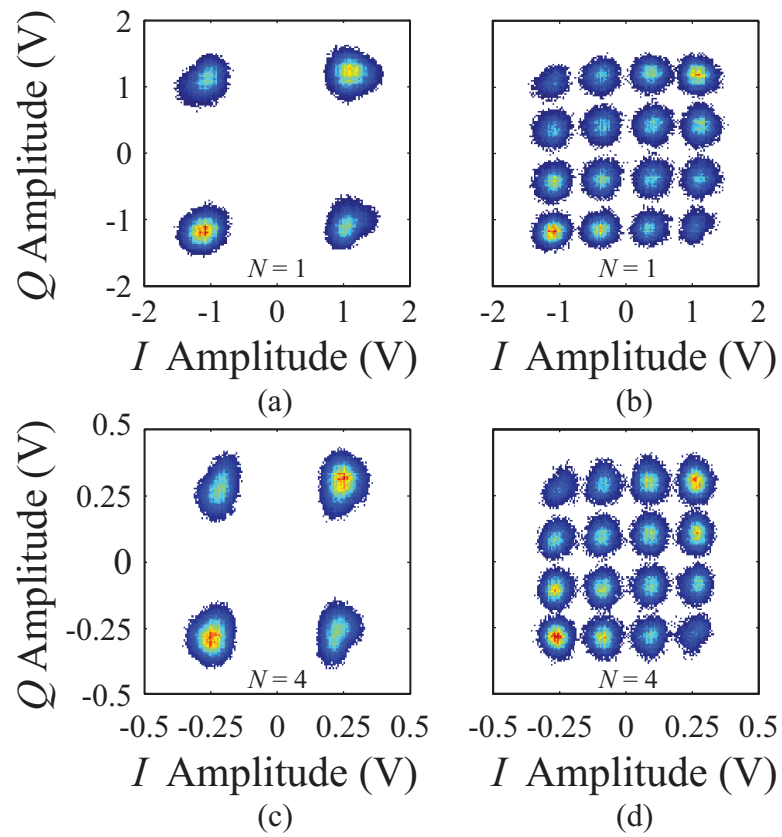 2
1
0
-1
-2
Q Amplitude (V)
N = 1
-2 -1 0 1 2
I Amplitude (V)
(a)
N = 1
-2 -1 0 1 2
I Amplitude (V)
(b)
0.5
0.25
0
-0.25
-0.5
Q Amplitude (V)
N = 4
-0.5 -0.25 0 0.25 0.5
I Amplitude (V)
(c)
N = 4
-0.5 -0.25 0 0.25 0.5
I Amplitude (V)
(d)